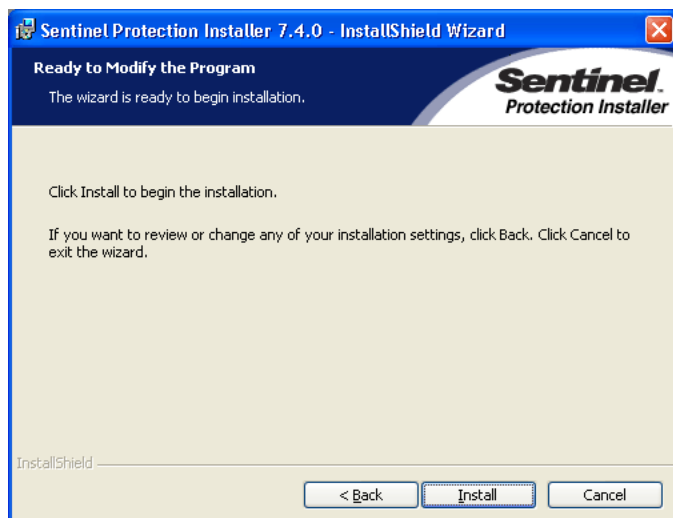 Sentinel Protection Installer 7.4.0 - InstallShield Wizard
Ready to Modify the Program
The wizard is ready to begin installation.
Sentinel.
Protection Installer
Click Install to begin the installation.
If you want to review or change any of your installation settings, click Back. Click Cancel to
exit the wizard.
InstallShield
< Back
Install
Cancel